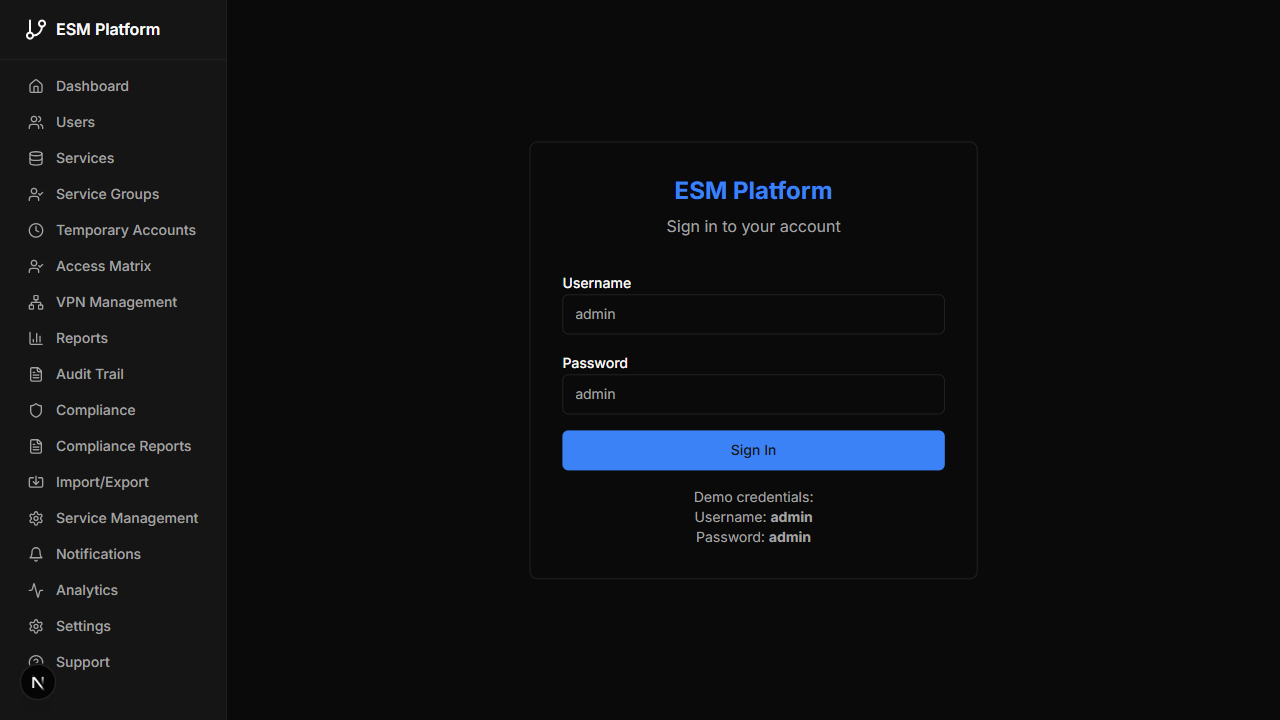 ESM Platform
Dashboard
Users
Services
Service Groups
Temporary Accounts
Access Matrix
VPN Management
Reports
Audit Trail
Compliance
Compliance Reports
Import/Export
Service Management
Notifications
Analytics
Settings
Support
N
ESM Platform
Sign in to your account
Username
admin
Password
admin
Sign In
Demo credentials:
Username: admin
Password: admin